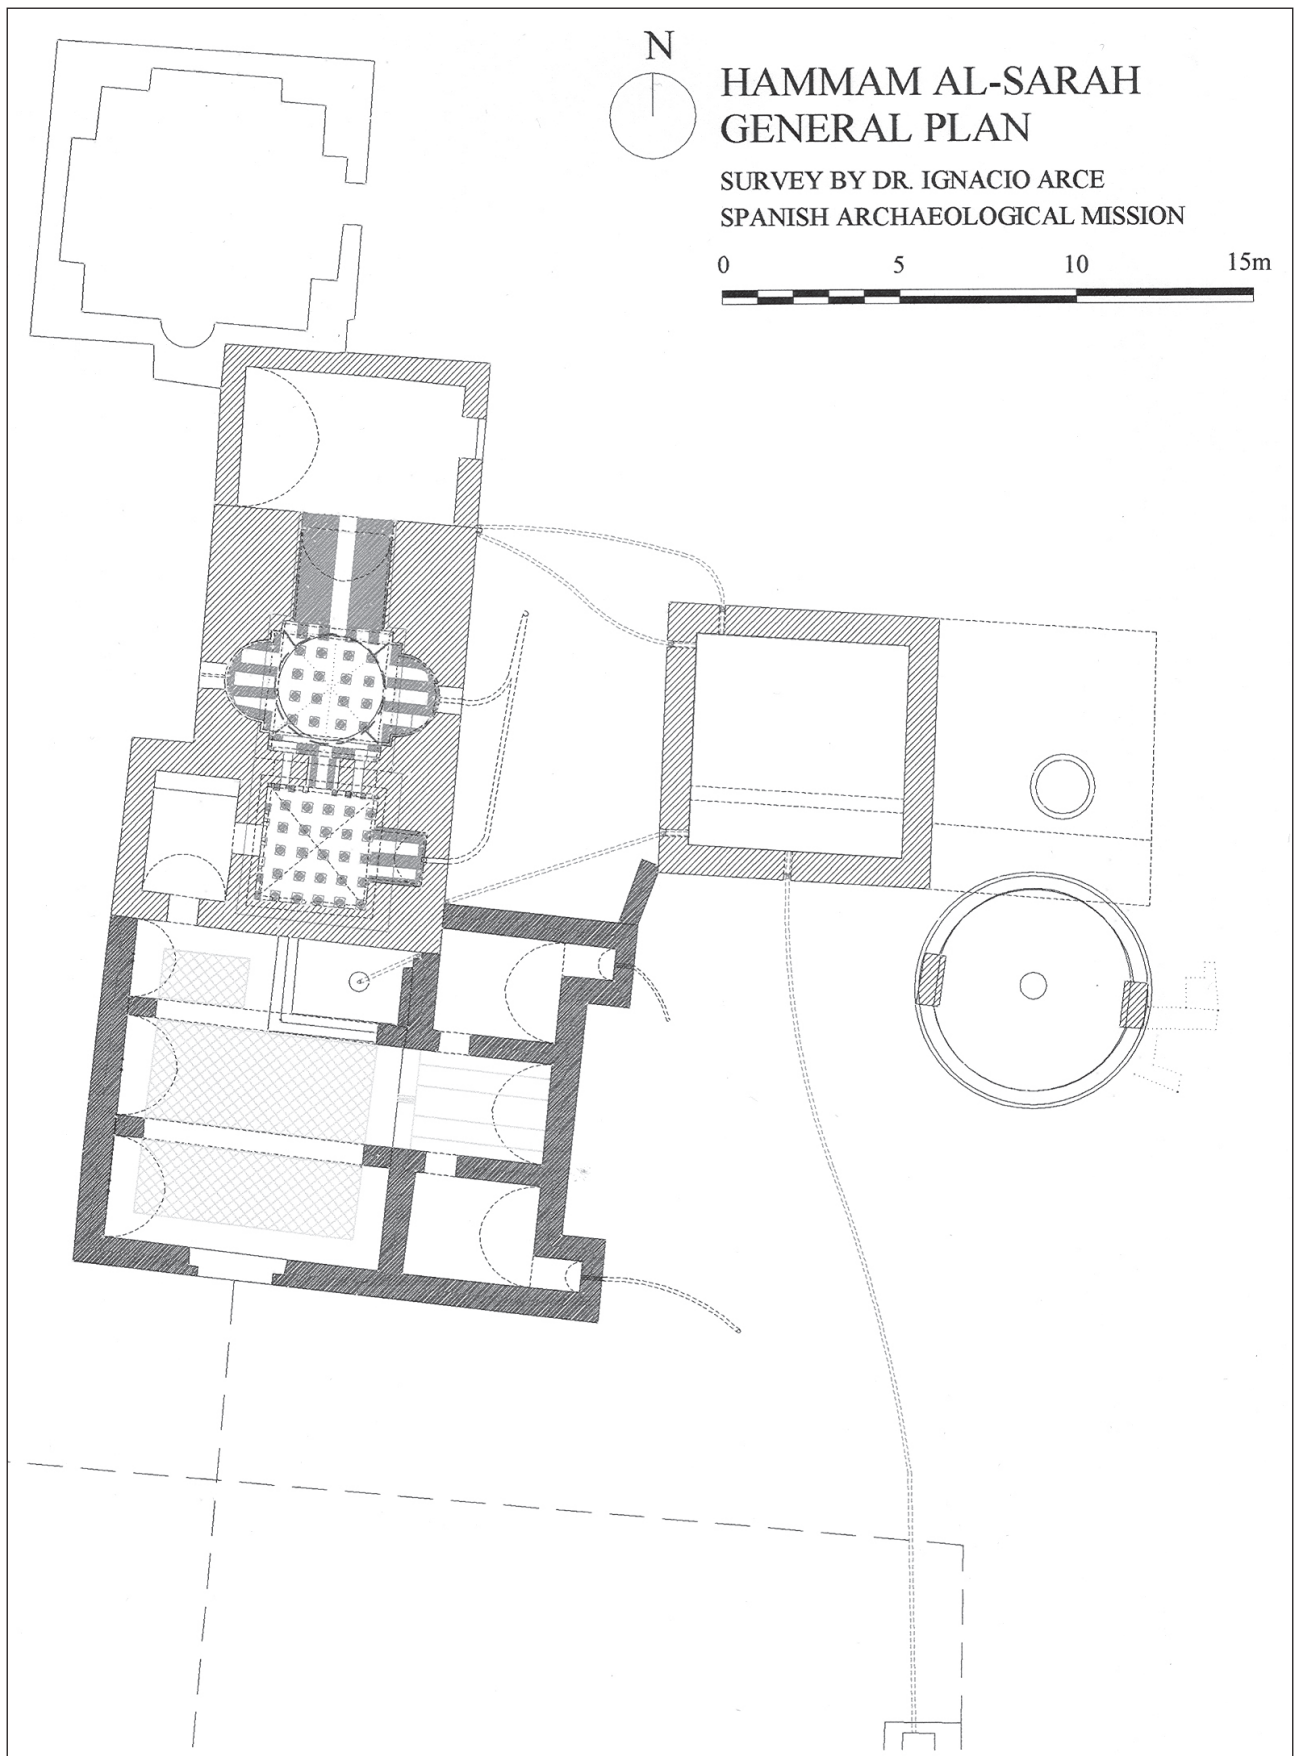 N
HAMMAM AL-SARAH
GENERAL PLAN
SURVEY BY DR. IGNACIO ARCE
SPANISH ARCHAEOLOGICAL MISSION
0 5 10 15m